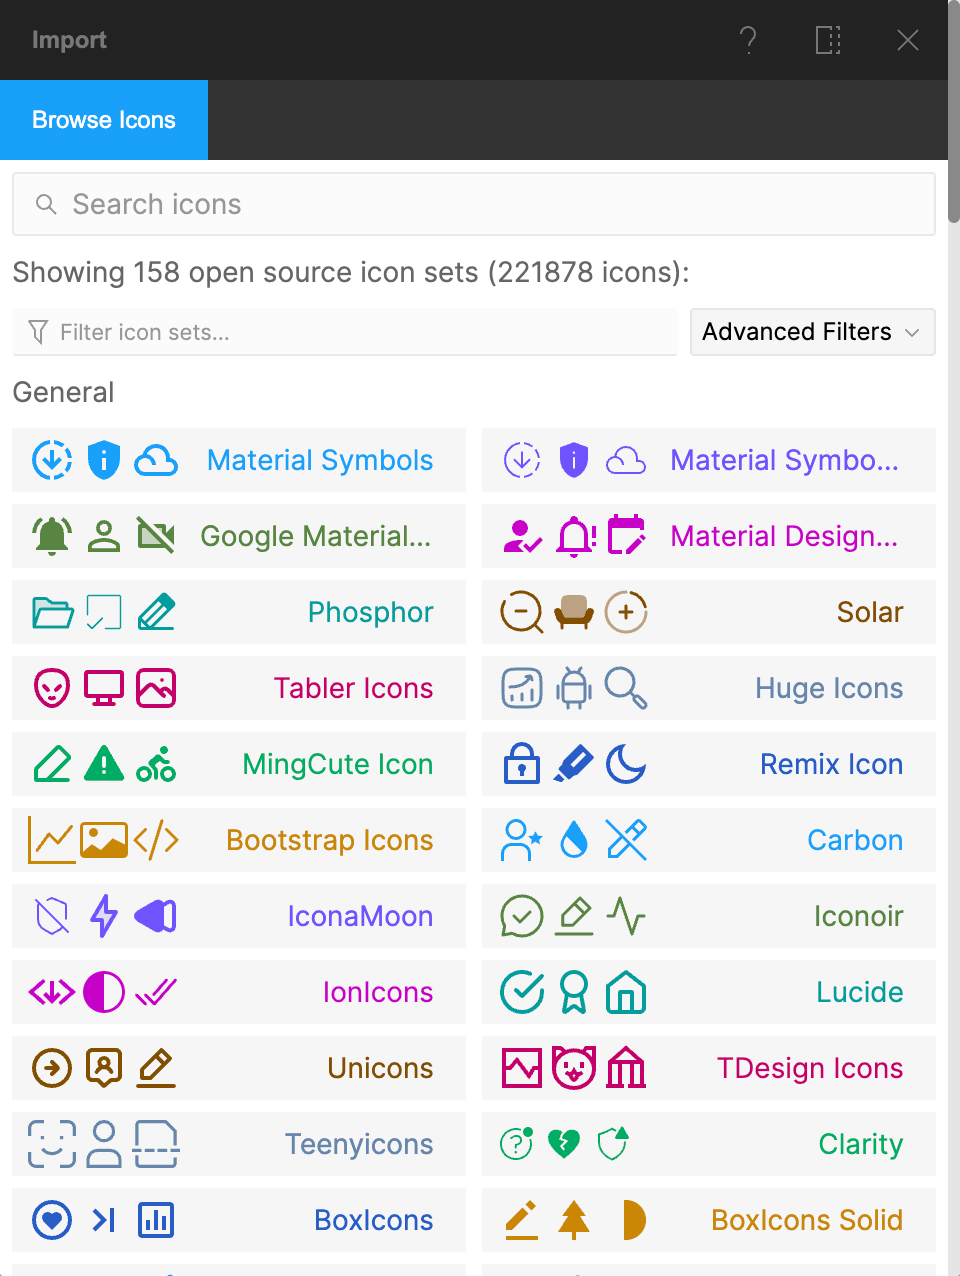 Import
Browse Icons
Search icons
Showing 158 open source icon sets (221878 icons):
Filter icon sets...
Advanced Filters
General
Material Symbols
Material Symbo...
Google Material...
Material Design...
Phosphor
Solar
Tabler Icons
Huge Icons
MingCute Icon
Remix Icon
Bootstrap Icons
Carbon
IconaMoon
Iconoir
IonIcons
Lucide
Unicons
TDesign Icons
Teenyicons
Clarity
BoxIcons
BoxIcons Solid